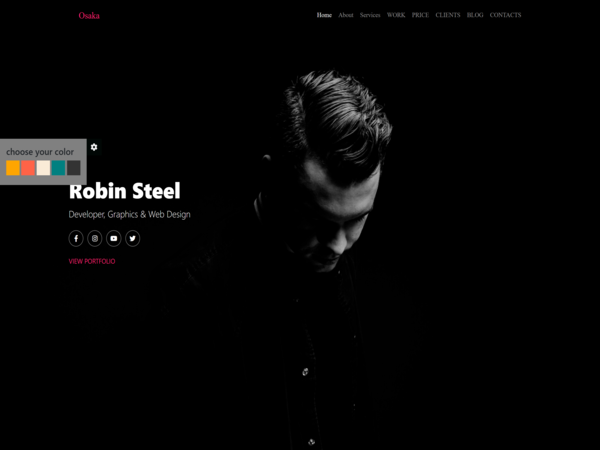 Osaka
Home About Services WORK PRICE CLIENTS BLOG CONTACTS
choose your color
Robin Steel
Developer, Graphics & Web Design
VIEW PORTFOLIO